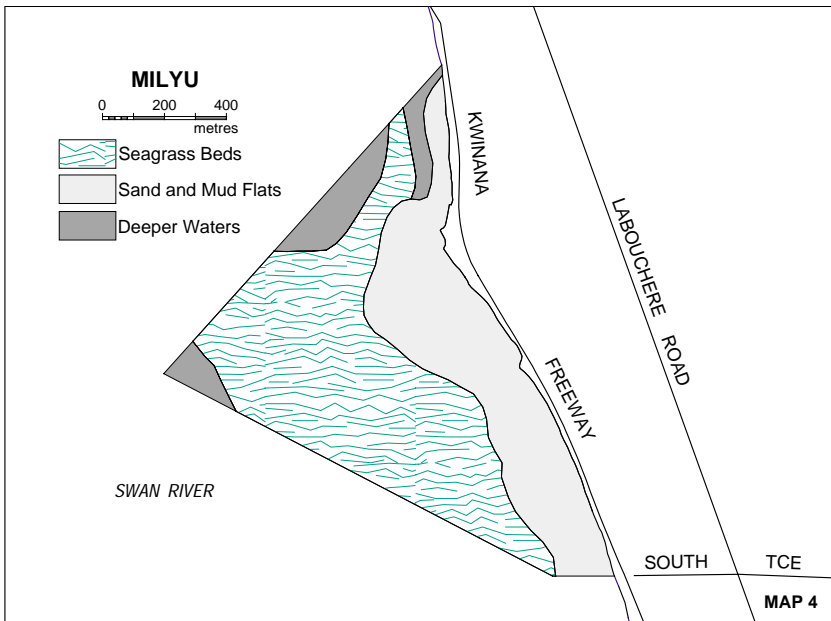 MILYU
0 200 400
metres
Seagrass Beds
Sand and Mud Flats
Deeper Waters
KWINANA
FREEWAY
LABOUCHERE ROAD
SWAN RIVER
SOUTH TCE
MAP 4